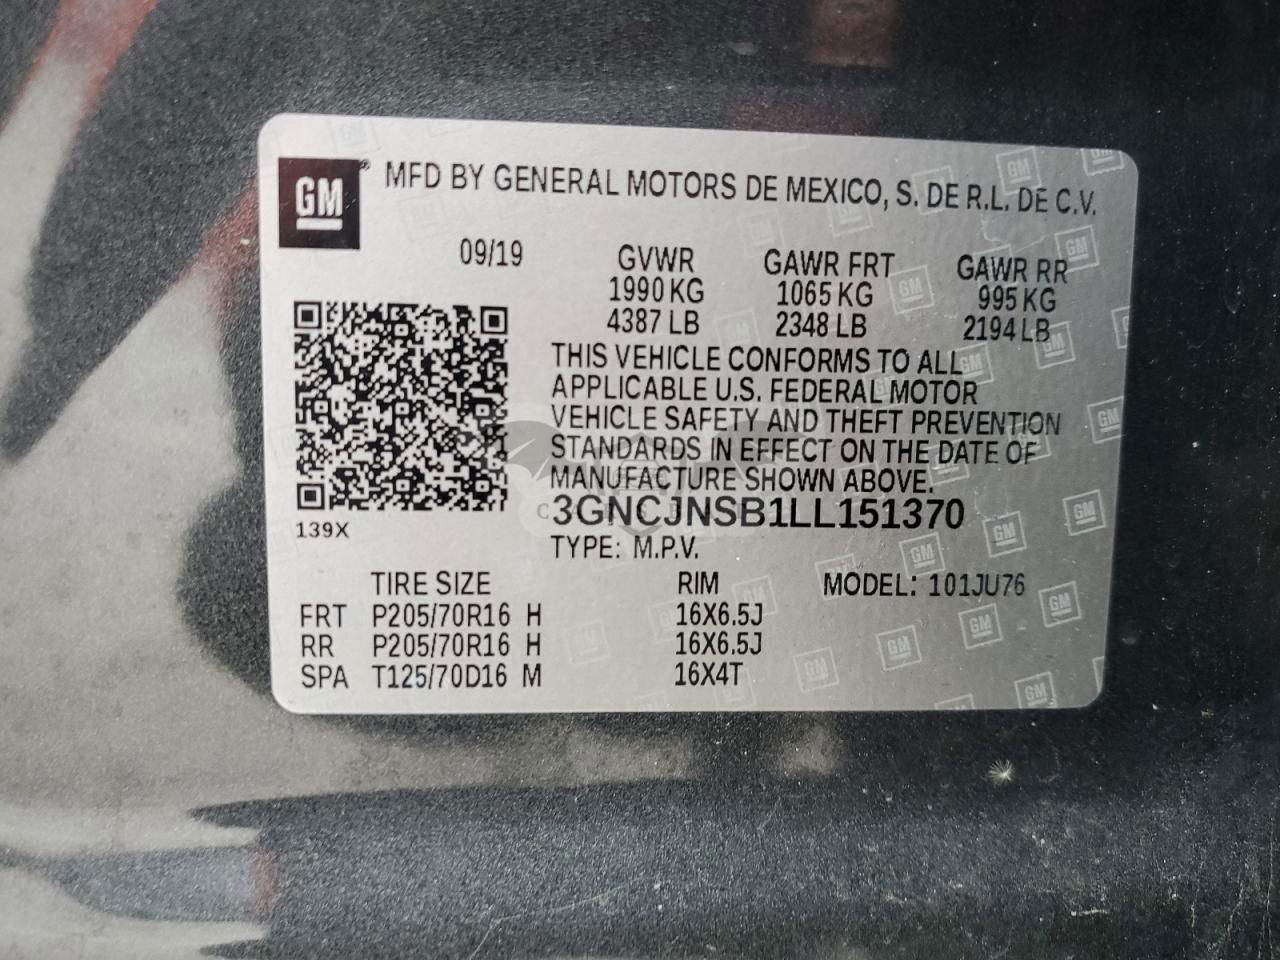 GM® MFD BY GENERAL MOTORS DE MEXICO, S. DE R.L. DE C.V.
09/19 GVWR GAWR FRT GAWR RR
1990 KG 1065 KG 995 KG
4387 LB 2348 LB 2194 LB
THIS VEHICLE CONFORMS TO ALL
APPLICABLE U.S. FEDERAL MOTOR
VEHICLE SAFETY AND THEFT PREVENTION
STANDARDS IN EFFECT ON THE DATE OF
MANUFACTURE SHOWN ABOVE.
3GNCJNSB1LL151370
139X
TYPE: M.P.V.
TIRE SIZE RIM MODEL: 101JU76
FRT P205/70R16 H 16X6.5J
RR P205/70R16 H 16X6.5J
SPA T125/70D16 M 16X4T